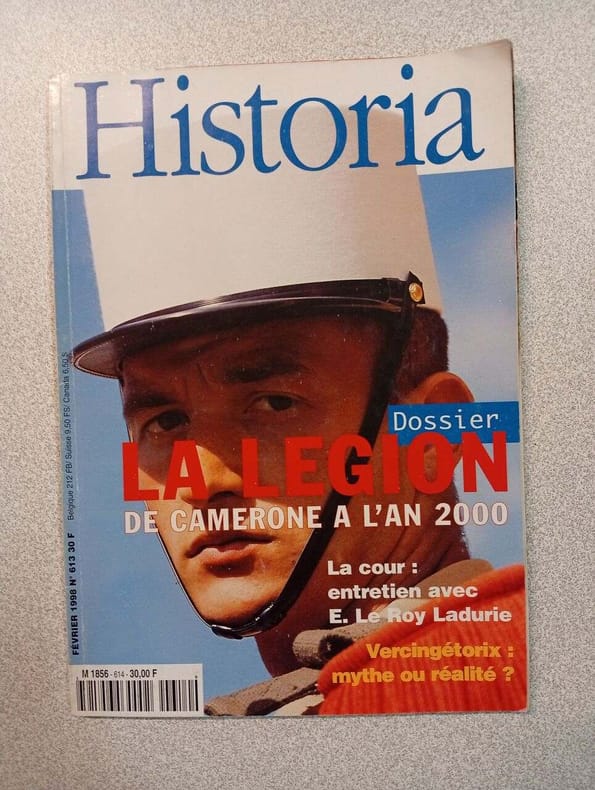 Historia
Dossier
LA LEGION
DE CAMERONE A L'AN 2000
La cour :
entretien avec
E. Le Roy Ladurie
Vercingétorix :
mythe ou réalité ?
FÉVRIER 1998 N° 613 30 F Belgique 212 FB/ Suisse 9,50 FS/ Canada 6,50 $
M 1856 - 614 - 30,00 F